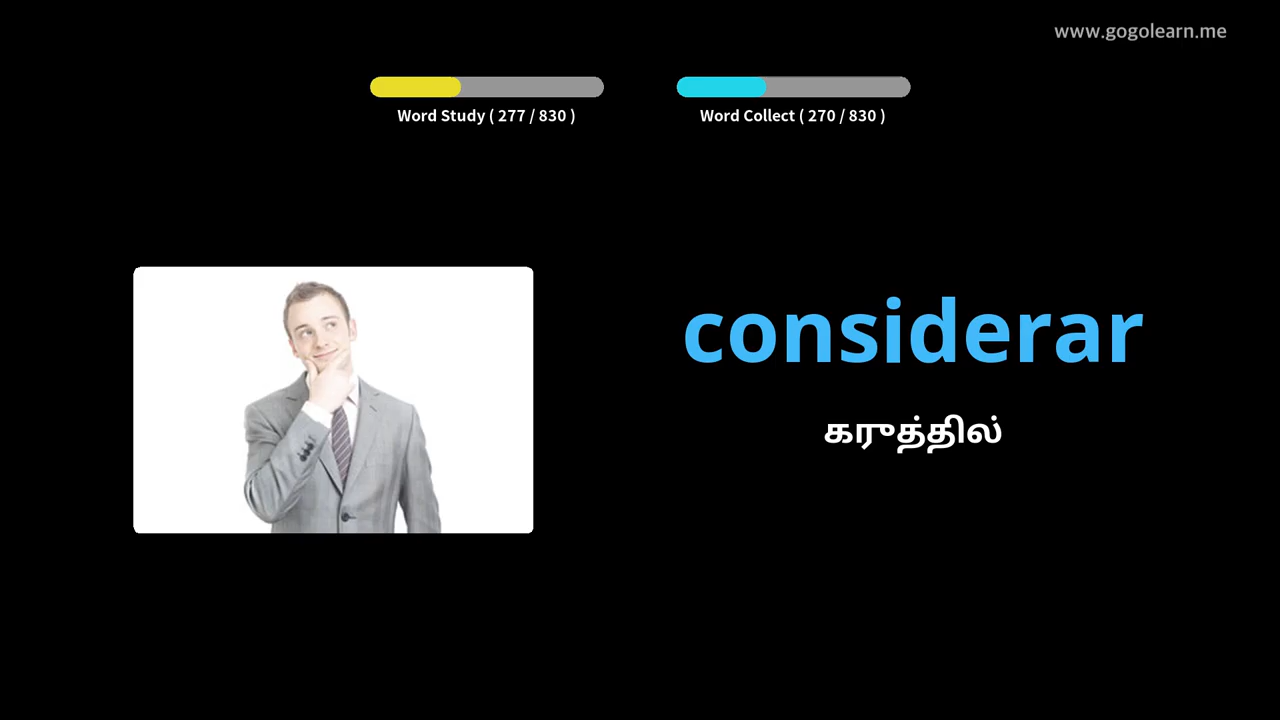 www.gogolearn.me
Word Study ( 277 / 830 )
Word Collect ( 270 / 830 )
considerar
கருத்தில்